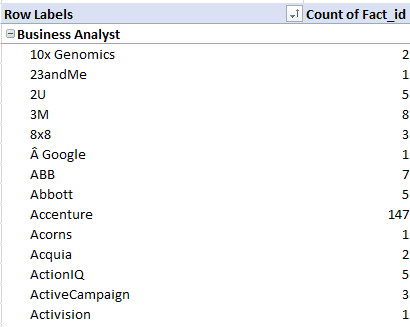 Row Labels Count of Fact_id
Business Analyst
10x Genomics 2
23andMe 1
2U 5
3M 8
8x8 3
Â Google 1
ABB 7
Abbott 5
Accenture 147
Acorns 1
Acquia 2
ActionIQ 5
ActiveCampaign 3
Activision 1